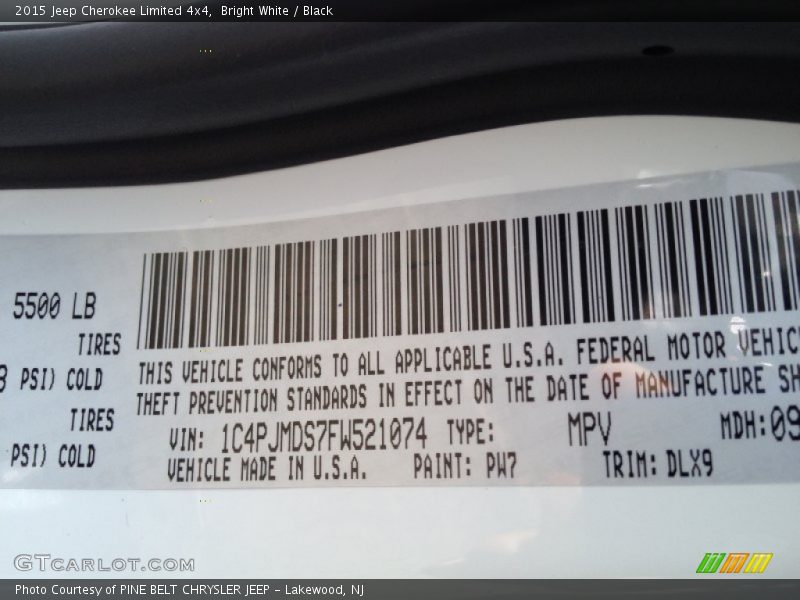 2015 Jeep Cherokee Limited 4x4,  Bright White / Black
5500 LB
TIRES
PSI) COLD
TIRES
PSI) COLD
THIS VEHICLE CONFORMS TO ALL APPLICABLE U.S.A. FEDERAL MOTOR VEHIC
THEFT PREVENTION STANDARDS IN EFFECT ON THE DATE OF MANUFACTURE SH
VIN: 1C4PJMDS7FW521074 TYPE: MPV MDH:09
VEHICLE MADE IN U.S.A. PAINT: PW7 TRIM: DLX9
GTCARLOT.COM
Photo Courtesy of PINE BELT CHRYSLER JEEP - Lakewood, NJ